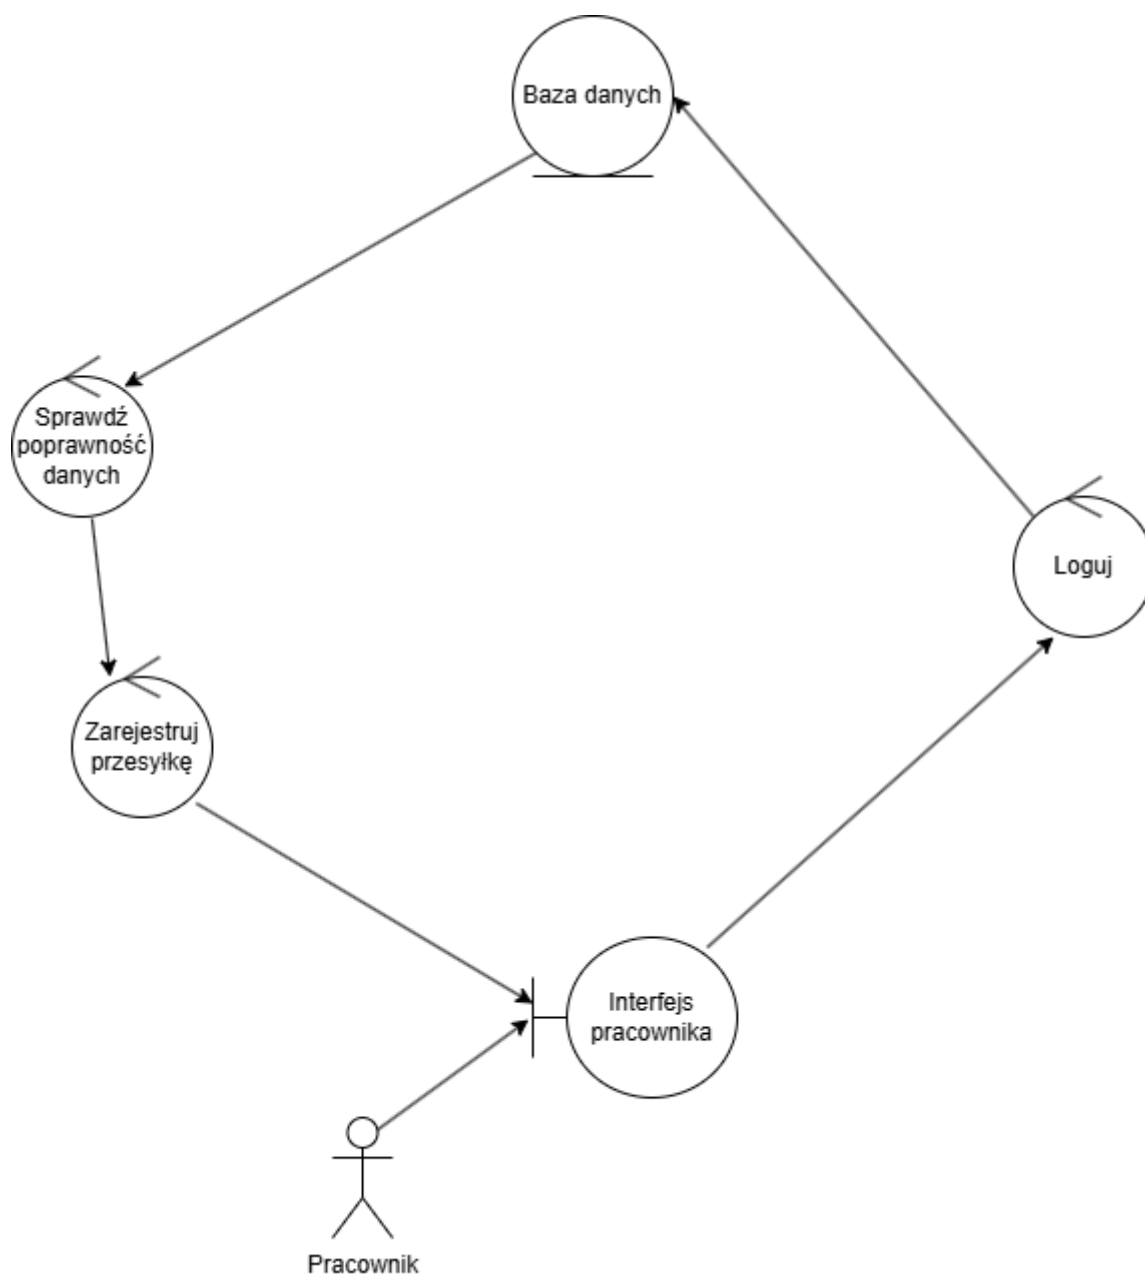 Baza danych
Sprawdź
poprawność
danych
Loguj
Zarejestruj
przesyłkę
Interfejs
pracownika
Pracownik